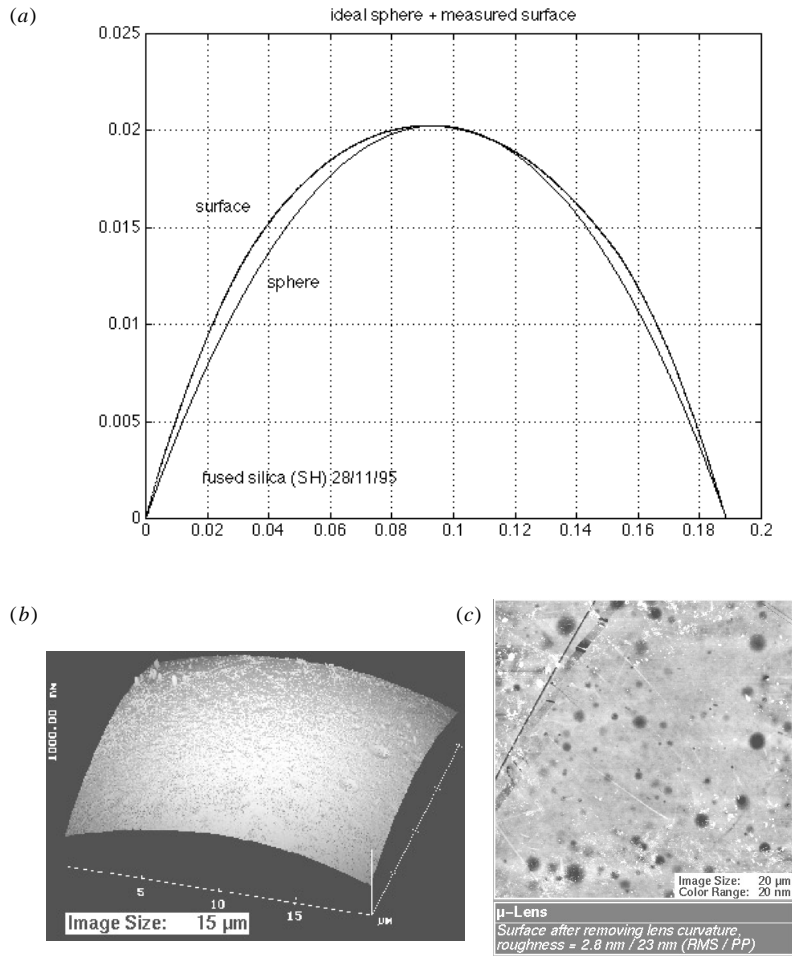 (a)
ideal sphere + measured surface
0.025
0.02
0.015
0.01
0.005
0
surface
sphere
fused silica (SH) 28/11/95
0 0.02 0.04 0.06 0.08 0.1 0.12 0.14 0.16 0.18 0.2
(b)
1000.00 nM
5 10 15 µM
Image Size: 15 µm
(c)
Image Size: 20 µm
Color Range: 20 nm
µ-Lens
Surface after removing lens curvature,
roughness = 2.8 nm / 23 nm (RMS / PP)